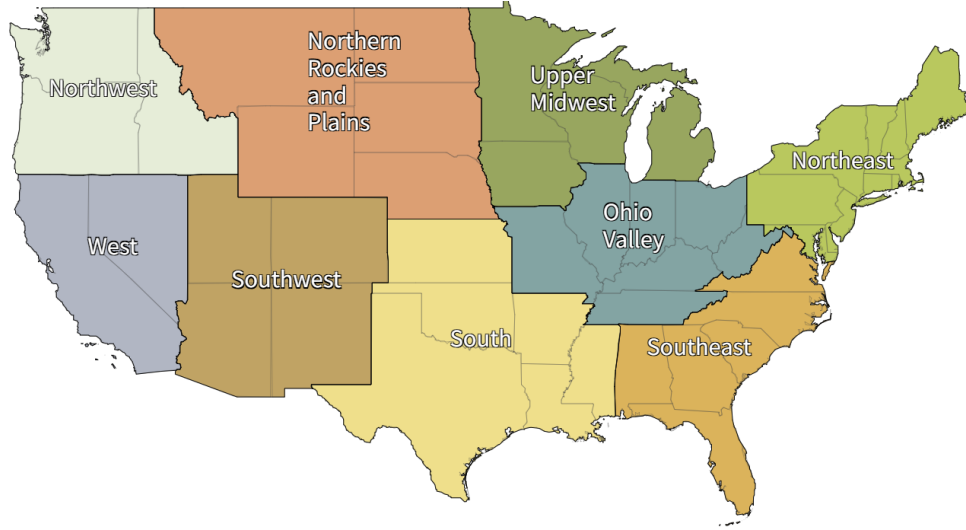 Northern
Rockies
and
Plains
Northwest
Upper
Midwest
Northeast
Ohio
Valley
West
Southwest
South
Southeast